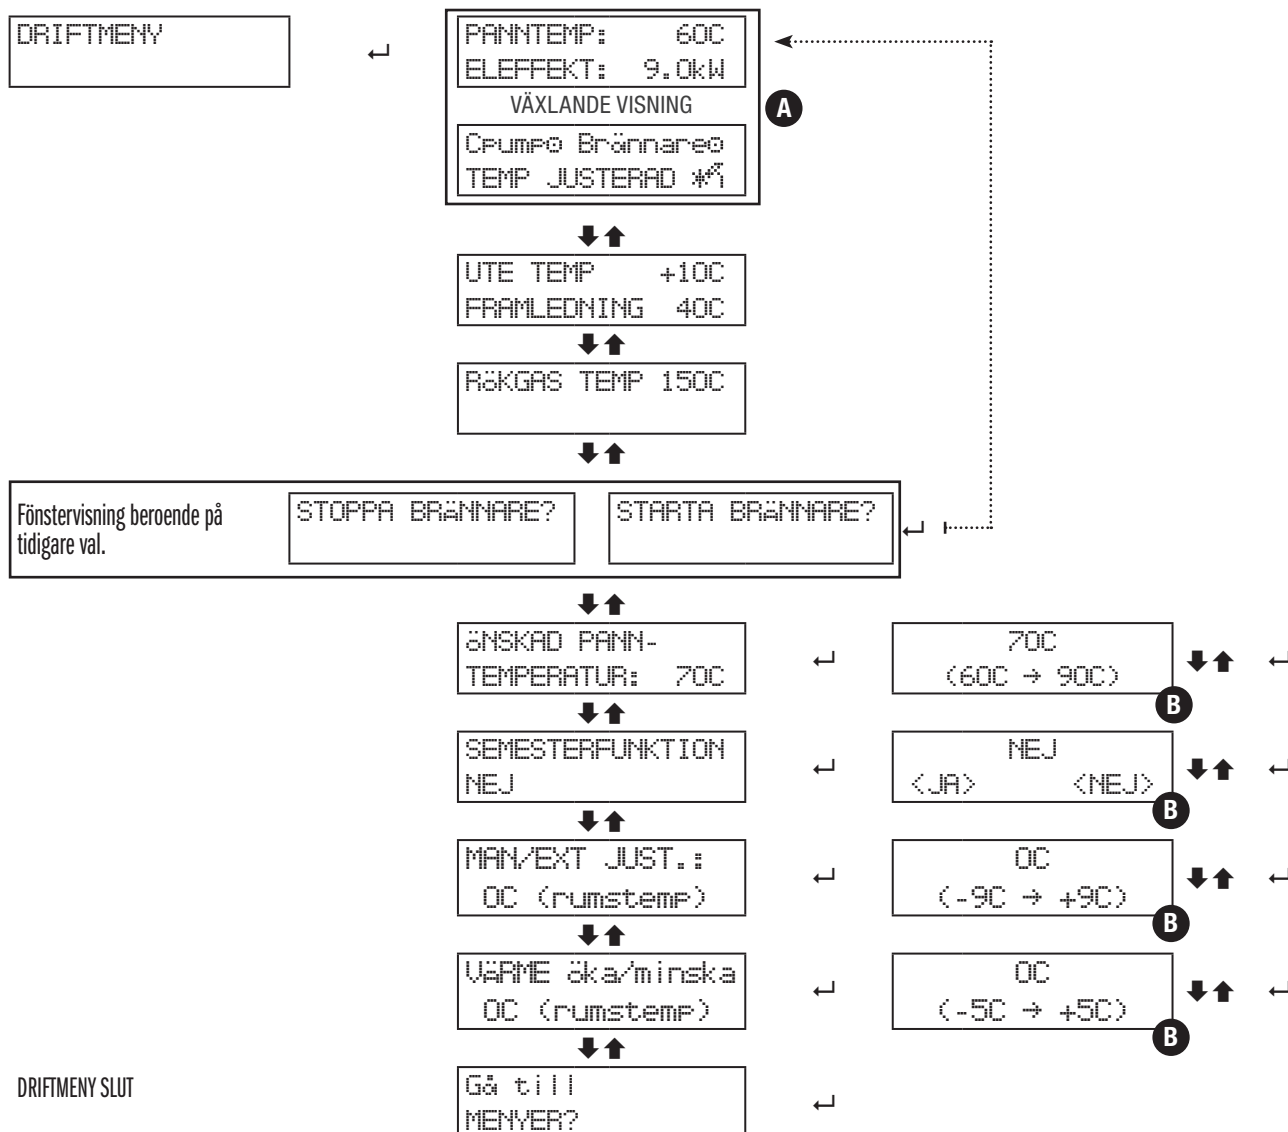 DRIFTMENY
PANNTEMP: 60C
ELEFFEKT: 9.0kW
VÄXLANDE VISNING
A
Cpump⊙ Brännare⊙
TEMP JUSTERAD *
UTE TEMP +10C
FRAMLEDNING 40C
RöKGAS TEMP 150C
Fönstervisning beroende på
tidigare val.
STOPPA BRäNNARE?
STARTA BRäNNARE?
öNSKAD PANN-
TEMPERATUR: 70C
70C
(60C → 90C)
B
SEMESTERFUNKTION
NEJ
NEJ
<JA> <NEJ>
B
MAN/EXT JUST.:
0C (rumstemp)
0C
(-9C → +9C)
B
VäRME öka/minska
0C (rumstemp)
0C
(-5C → +5C)
B
DRIFTMENY SLUT
Gå till
MENYER?